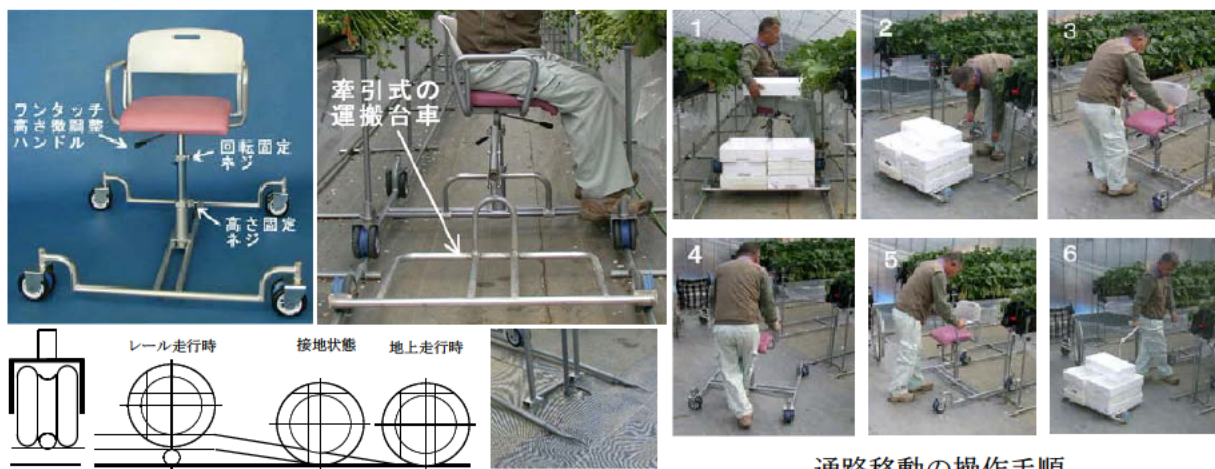 ワンタッチ
高さ微調整
ハンドル
回転固定
ネジ
高さ固定
ネジ
牽引式の
運搬台車
1
2
3
4
5
6
レール走行時
接地状態
地上走行時
通路移動の操作手順